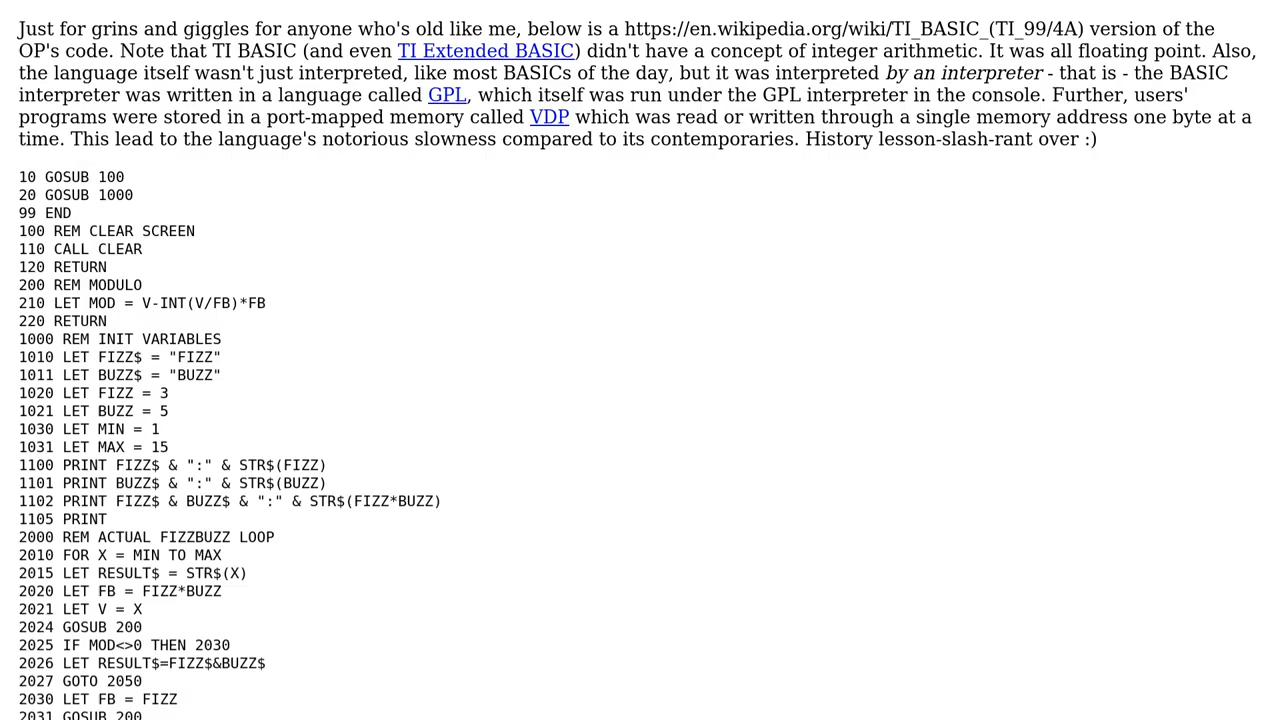 Just for grins and giggles for anyone who's old like me, below is a https://en.wikipedia.org/wiki/TI_BASIC_(TI_99/4A) version of the
OP's code. Note that TI BASIC (and even TI Extended BASIC) didn't have a concept of integer arithmetic. It was all floating point. Also,
the language itself wasn't just interpreted, like most BASICs of the day, but it was interpreted by an interpreter - that is - the BASIC
interpreter was written in a language called GPL, which itself was run under the GPL interpreter in the console. Further, users'
programs were stored in a port-mapped memory called VDP which was read or written through a single memory address one byte at a
time. This lead to the language's notorious slowness compared to its contemporaries. History lesson-slash-rant over :)
10 GOSUB 100
20 GOSUB 1000
99 END
100 REM CLEAR SCREEN
110 CALL CLEAR
120 RETURN
200 REM MODULO
210 LET MOD = V-INT(V/FB)*FB
220 RETURN
1000 REM INIT VARIABLES
1010 LET FIZZ$ = "FIZZ"
1011 LET BUZZ$ = "BUZZ"
1020 LET FIZZ = 3
1021 LET BUZZ = 5
1030 LET MIN = 1
1031 LET MAX = 15
1100 PRINT FIZZ$ & ":" & STR$(FIZZ)
1101 PRINT BUZZ$ & ":" & STR$(BUZZ)
1102 PRINT FIZZ$ & BUZZ$ & ":" & STR$(FIZZ*BUZZ)
1105 PRINT
2000 REM ACTUAL FIZZBUZZ LOOP
2010 FOR X = MIN TO MAX
2015 LET RESULT$ = STR$(X)
2020 LET FB = FIZZ*BUZZ
2021 LET V = X
2024 GOSUB 200
2025 IF MOD<>0 THEN 2030
2026 LET RESULT$=FIZZ$&BUZZ$
2027 GOTO 2050
2030 LET FB = FIZZ
2031 GOSUB 200